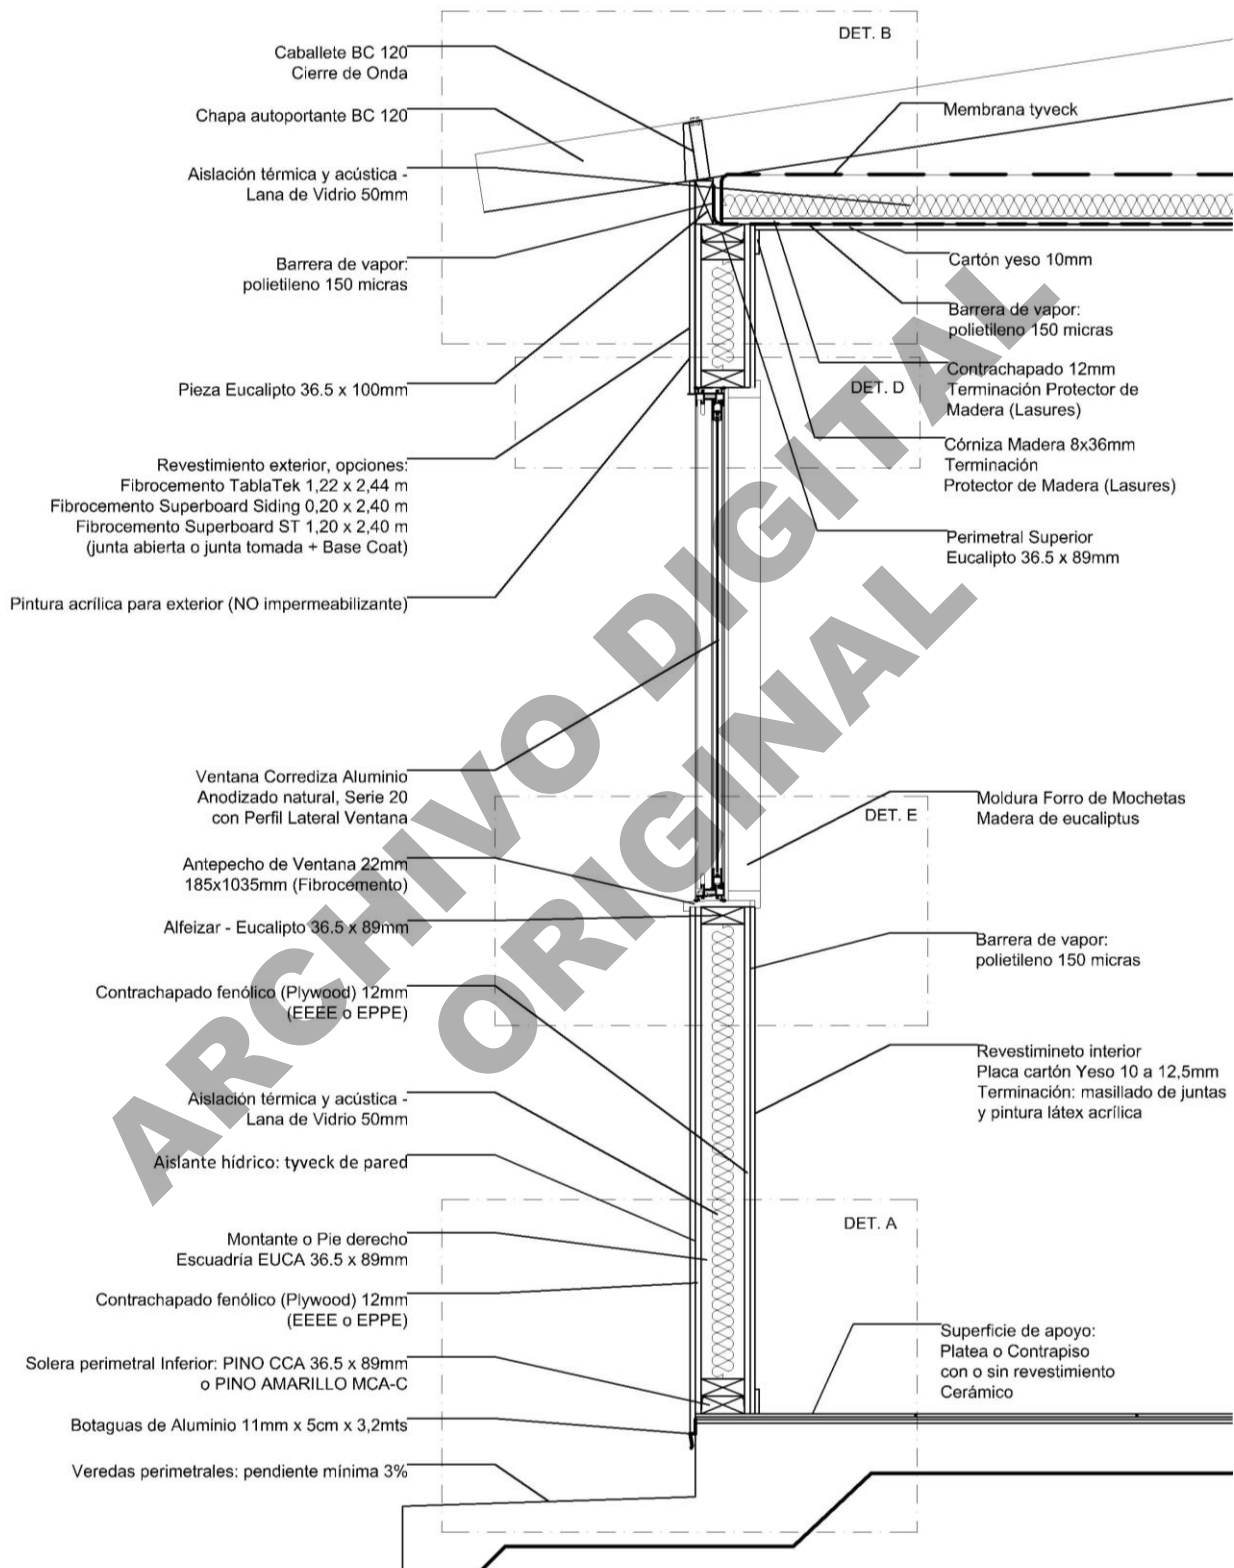 DET. B
Caballete BC 120
Cierre de Onda
Chapa autoportante BC 120
Aislación térmica y acústica -
Lana de Vidrio 50mm
Barrera de vapor:
polietileno 150 micras
Pieza Eucalipto 36.5 x 100mm
Revestimiento exterior, opciones:
Fibrocemento TablaTek 1,22 x 2,44 m
Fibrocemento Superboard Siding 0,20 x 2,40 m
Fibrocemento Superboard ST 1,20 x 2,40 m
(junta abierta o junta tomada + Base Coat)
Pintura acrílica para exterior (NO impermeabilizante)
Ventana Corrediza Aluminio
Anodizado natural, Serie 20
con Perfil Lateral Ventana
Antepecho de Ventana 22mm
185x1035mm (Fibrocemento)
Alfeizar - Eucalipto 36.5 x 89mm
Contrachapado fenólico (Plywood) 12mm
(EEEE o EPPE)
Aislación térmica y acústica -
Lana de Vidrio 50mm
Aislante hídrico: tyveck de pared
Montante o Pie derecho
Escuadría EUCA 36.5 x 89mm
Contrachapado fenólico (Plywood) 12mm
(EEEE o EPPE)
Solera perimetral Inferior: PINO CCA 36.5 x 89mm
o PINO AMARILLO MCA-C
Botaguas de Aluminio 11mm x 5cm x 3,2mts
Veredas perimetrales: pendiente mínima 3%
Membrana tyveck
Cartón yeso 10mm
Barrera de vapor:
polietileno 150 micras
Contrachapado 12mm
Terminación Protector de
Madera (Lasures)
DET. D
Córniza Madera 8x36mm
Terminación
Protector de Madera (Lasures)
Perimetral Superior
Eucalipto 36.5 x 89mm
Moldura Forro de Mochetas
Madera de eucaliptus
DET. E
Barrera de vapor:
polietileno 150 micras
Revestimineto interior
Placa cartón Yeso 10 a 12,5mm
Terminación: masillado de juntas
y pintura látex acrílica
DET. A
Superficie de apoyo:
Platea o Contrapiso
con o sin revestimiento
Cerámico
ARCHIVO DIGITAL
ORIGINAL